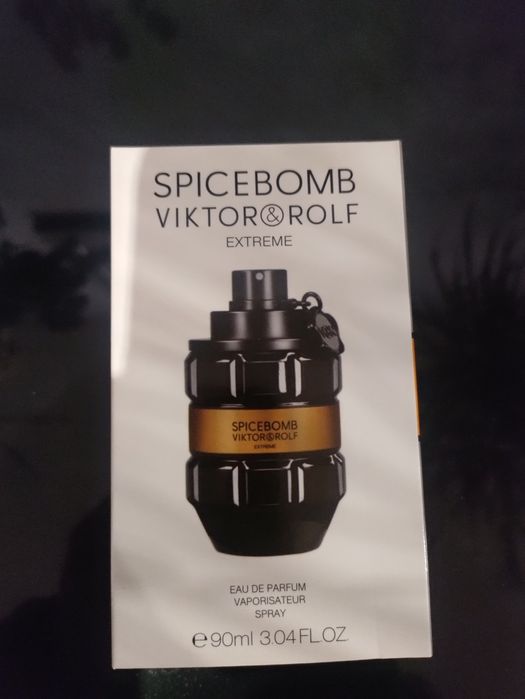 SPICEBOMB
VIKTOR&ROLF
EXTREME
SPICEBOMB
VIKTOR&ROLF
EXTREME
EAU DE PARFUM
VAPORISATEUR
SPRAY
℮90ml 3.04FL.OZ